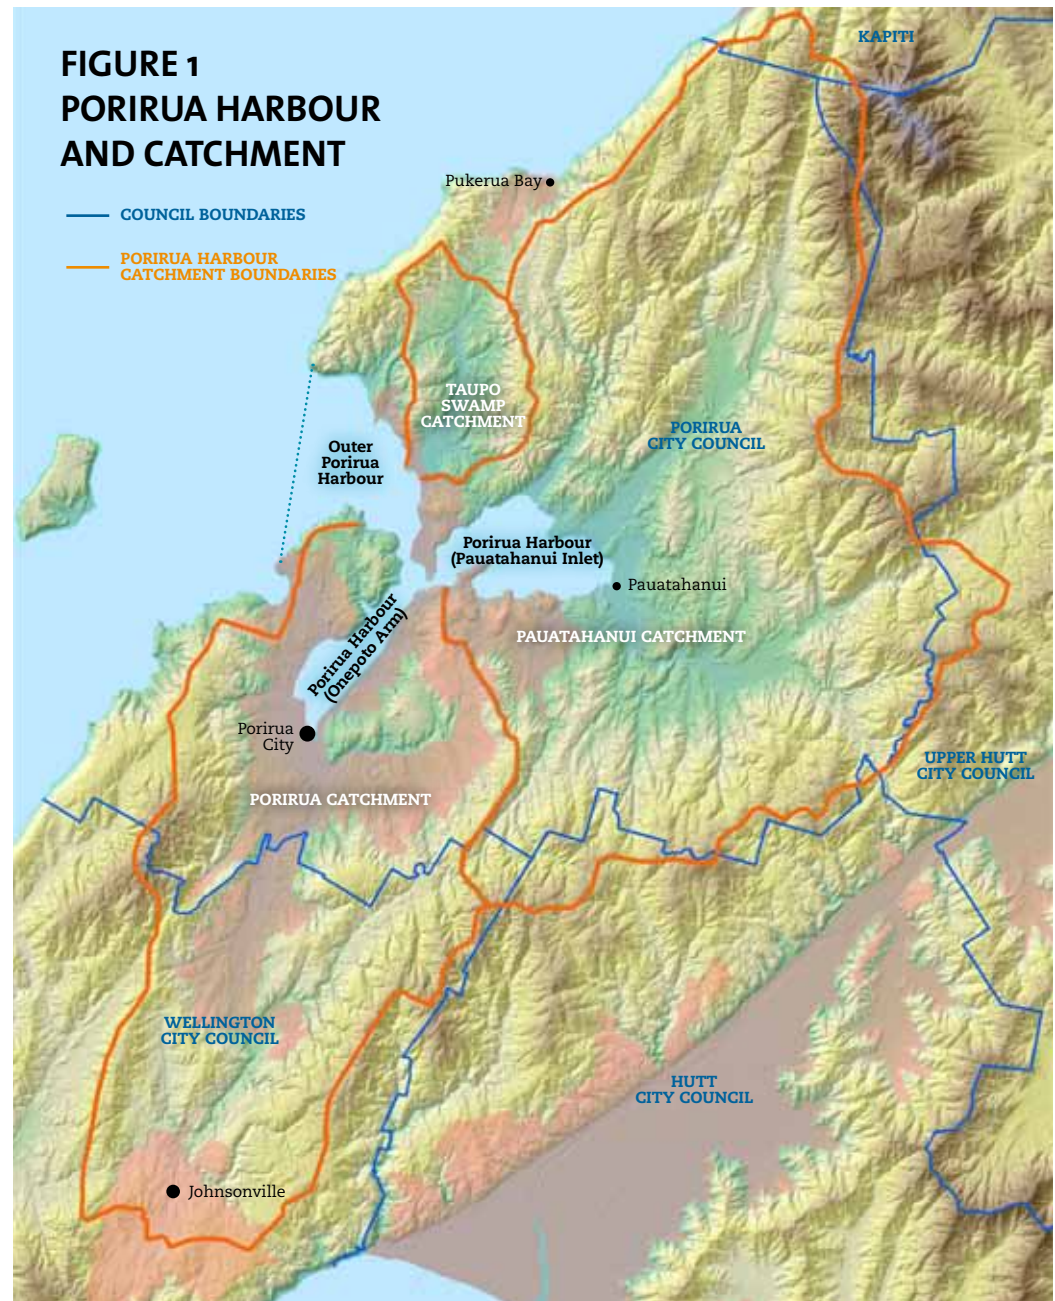 FIGURE 1
PORIRUA HARBOUR
AND CATCHMENT
COUNCIL BOUNDARIES
PORIRUA HARBOUR
CATCHMENT BOUNDARIES
KAPITI
Pukerua Bay
TAUPO
SWAMP
CATCHMENT
PORIRUA
CITY COUNCIL
Outer
Porirua
Harbour
Porirua Harbour
(Pauatahanui Inlet)
Pauatahanui
PAUATAHANUI CATCHMENT
Porirua Harbour
(Onepoto Arm)
Porirua
City
PORIRUA CATCHMENT
UPPER HUTT
CITY COUNCIL
WELLINGTON
CITY COUNCIL
HUTT
CITY COUNCIL
Johnsonville